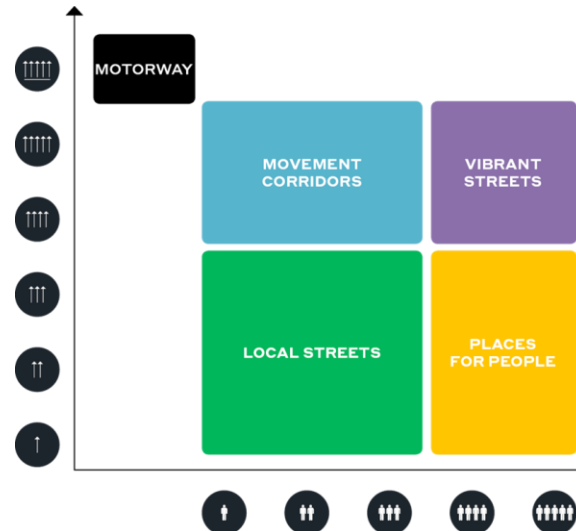 MOTORWAY
MOVEMENT
CORRIDORS
VIBRANT
STREETS
LOCAL STREETS
PLACES
FOR PEOPLE